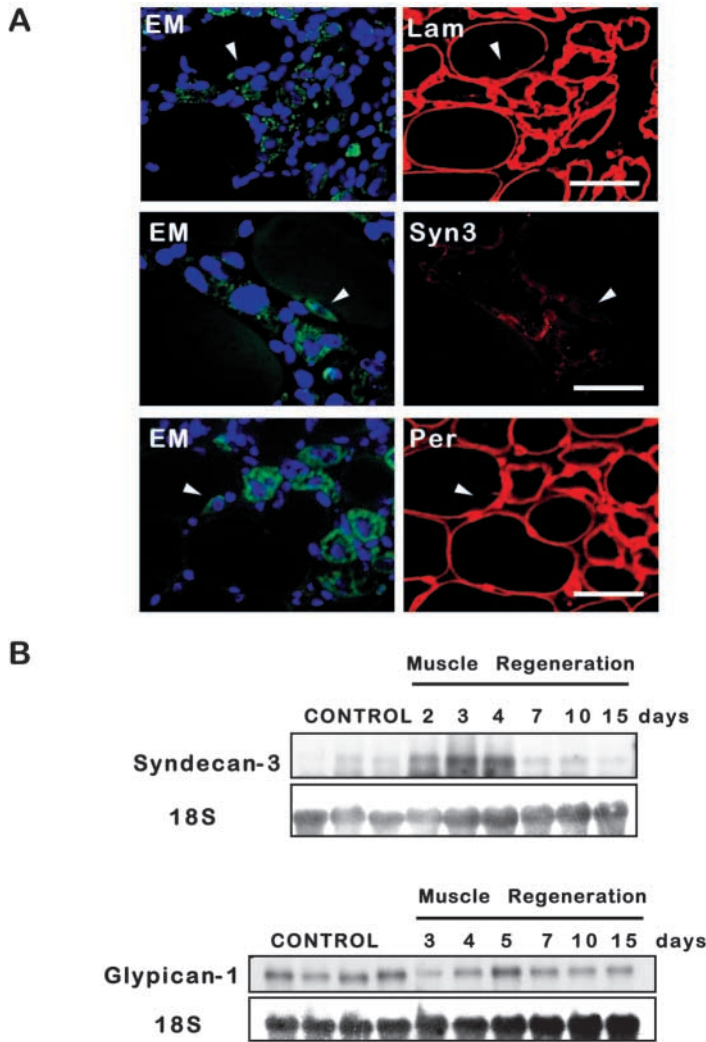 A
EM Lam
EM Syn3
EM Per
B
Muscle Regeneration
CONTROL 2 3 4 7 10 15 days
Syndecan-3
18S
Muscle Regeneration
CONTROL 3 4 5 7 10 15 days
Glypican-1
18S